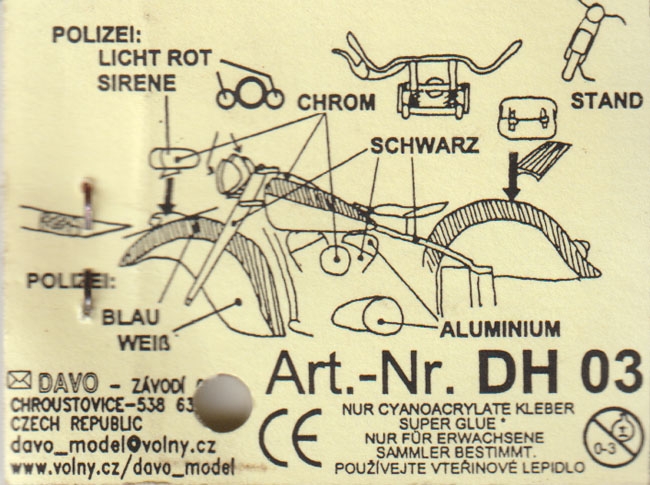 POLIZEI:
LICHT ROT
SIRENE
CHROM
STAND
SCHWARZ
POLIZEI:
BLAU
WEIß
ALUMINIUM
Art.-Nr. DH 03
DAVO - ZÁVODÍ
CHROUSTOVICE-538 63
CZECH REPUBLIC
davo_model@volny.cz
www.volny.cz/davo_model
CE
NUR CYANOACRYLATE KLEBER
SUPER GLUE "
NUR FÜR ERWACHSENE
SAMMLER BESTIMMT.
POUŽÍVEJTE VTEŘINOVÉ LEPIDLO
0-3